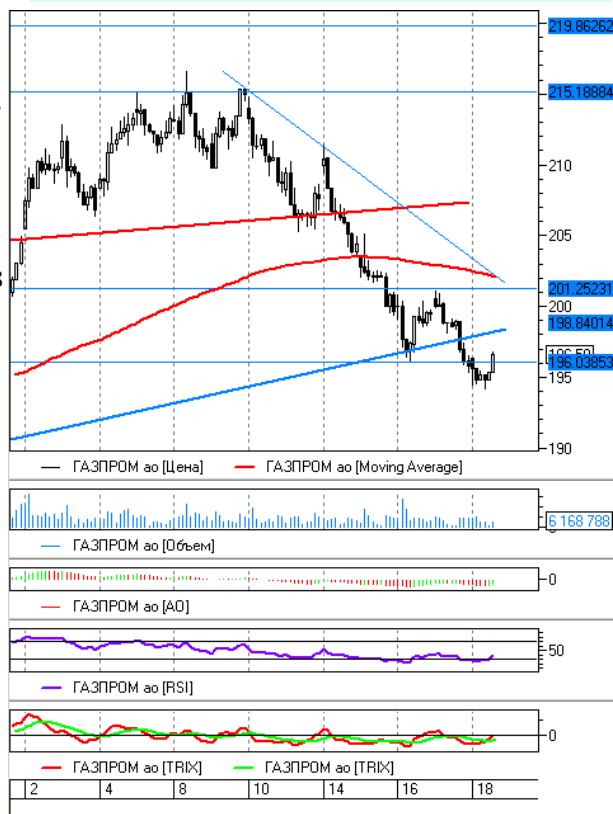 219.86262
215.18884
210
205
201.25231
200
198.84014
196.03853
195
190
ГАЗПРОМ ао [Цена] ГАЗПРОМ ао [Moving Average]
6 168 788
ГАЗПРОМ ао [Объем]
0
ГАЗПРОМ ао [AO]
50
ГАЗПРОМ ао [RSI]
0
ГАЗПРОМ ао [TRIX] ГАЗПРОМ ао [TRIX]
2 4 6 8 10 14 16 18